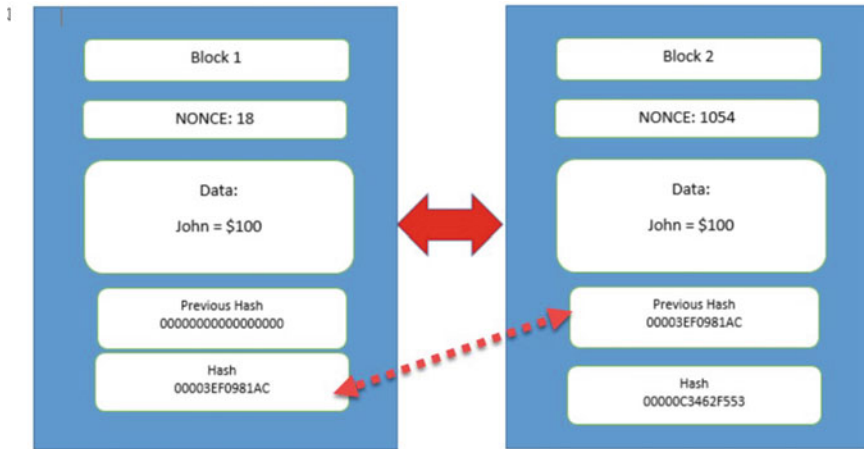 Block 1
NONCE: 18
Data:
John = $100
Previous Hash
00000000000000000
Hash
00003EF0981AC
Block 2
NONCE: 1054
Data:
John = $100
Previous Hash
00003EF0981AC
Hash
00000C3462F553